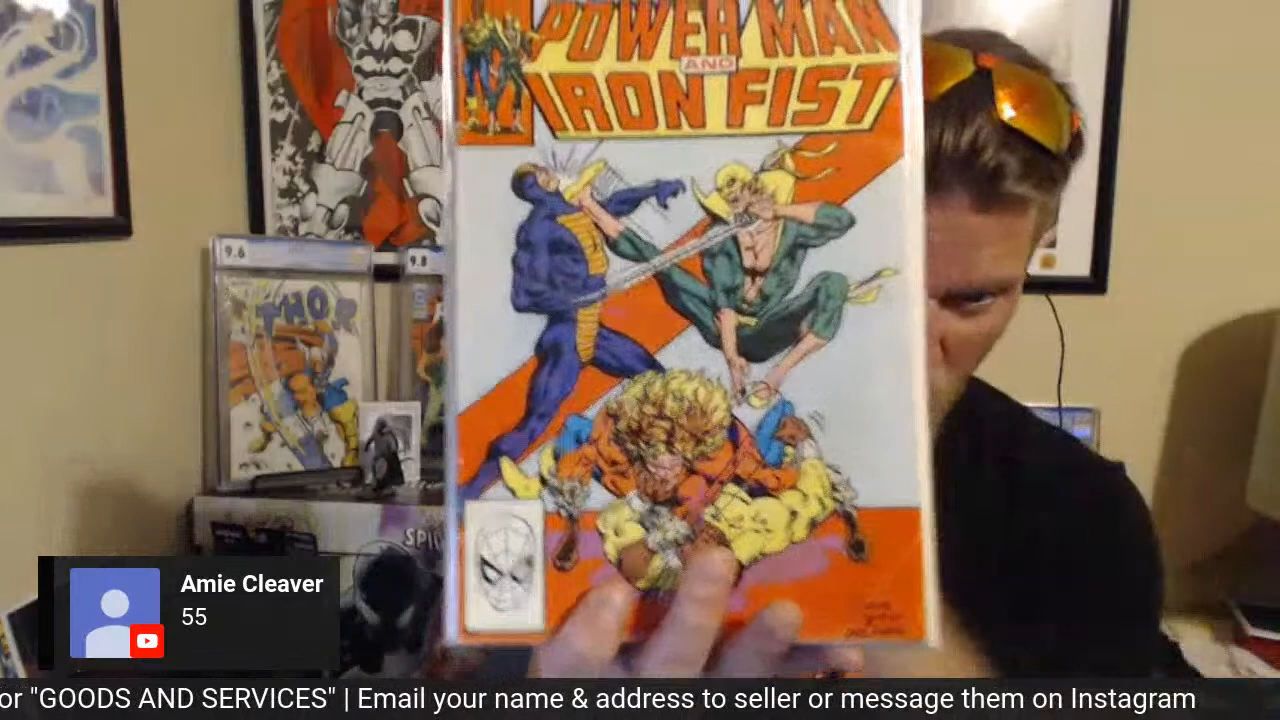 POWER MAN
AND
IRON FIST
9.6
9.8
THOR
SPI
Amie Cleaver
55
or "GOODS AND SERVICES" | Email your name & address to seller or message them on Instagram